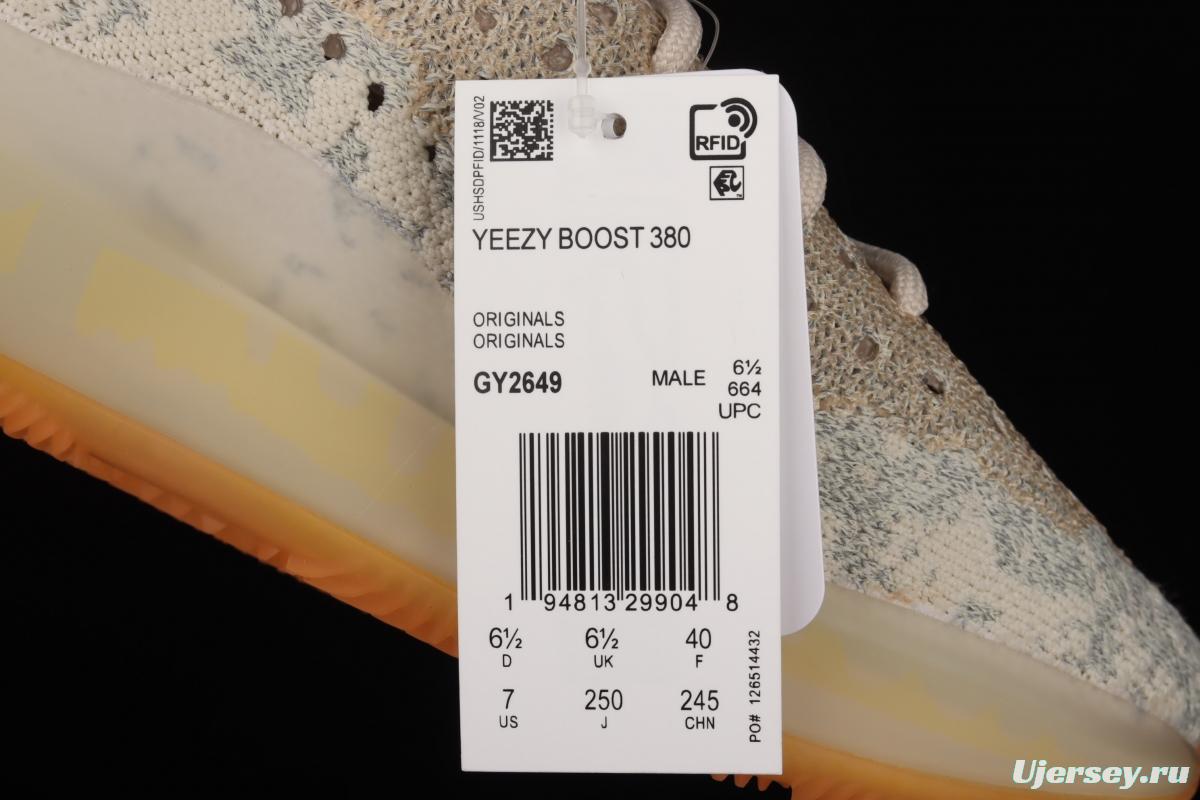 USHSDPFID/1118/V02
RFID
YEEZY BOOST 380
ORIGINALS
ORIGINALS
GY2649
MALE 6½
664
UPC
1 94813 29904 8
6½ 6½ 40
D UK F
7 250 245
US J CHN
PO# 126514432
Ujersey.ru